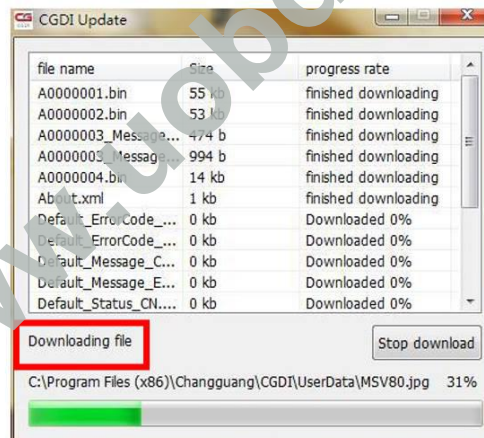 CGDI Update
file name Size progress rate
A0000001.bin 55 kb finished downloading
A0000002.bin 53 kb finished downloading
A0000003_Message... 474 b finished downloading
A0000003_Message... 994 b finished downloading
A0000004.bin 14 kb finished downloading
About.xml 1 kb finished downloading
Default_ErrorCode_... 0 kb Downloaded 0%
Default_ErrorCode_... 0 kb Downloaded 0%
Default_Message_C... 0 kb Downloaded 0%
Default_Message_E... 0 kb Downloaded 0%
Default_Status_CN.... 0 kb Downloaded 0%
Downloading file Stop download
C:\Program Files (x86)\Changguang\CGDI\UserData\MSV80.jpg 31%